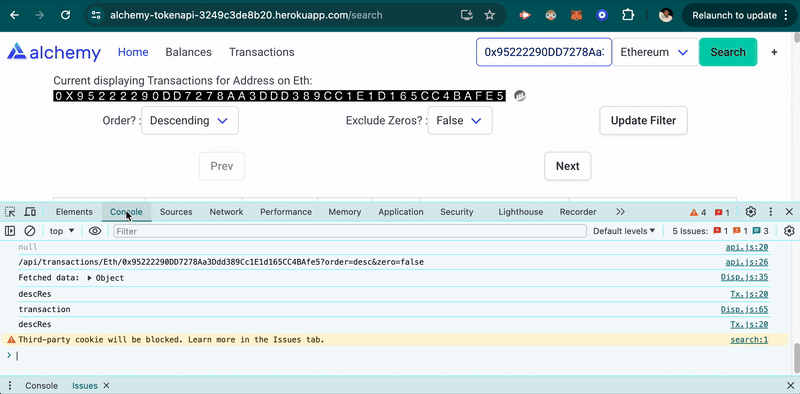 alchemy-tokenapi-3249c3de8b20.herokuapp.com/search
Relaunch to update
alchemy
Home
Balances
Transactions
0x95222290DD7278Aa3
Ethereum
Search
+
Current displaying Transactions for Address on Eth:
0X95222290DD7278AA3DDD389CC1E1D165CC4BAFE5
Order? :
Descending
Exclude Zeros? :
False
Update Filter
Prev
Next
Elements
Console
Sources
Network
Performance
Memory
Application
Security
Lighthouse
Recorder
4
1
top
Filter
Default levels
5 Issues:
1
1
3
null
api.js:20
/api/transactions/Eth/0x95222290DD7278Aa3Ddd389Cc1E1d165CC4BAfe5?order=desc&zero=false
api.js:26
Fetched data: Object
Disp.js:35
descRes
Tx.js:20
transaction
Disp.js:65
descRes
Tx.js:20
Third-party cookie will be blocked. Learn more in the Issues tab.
search:1
Console
Issues